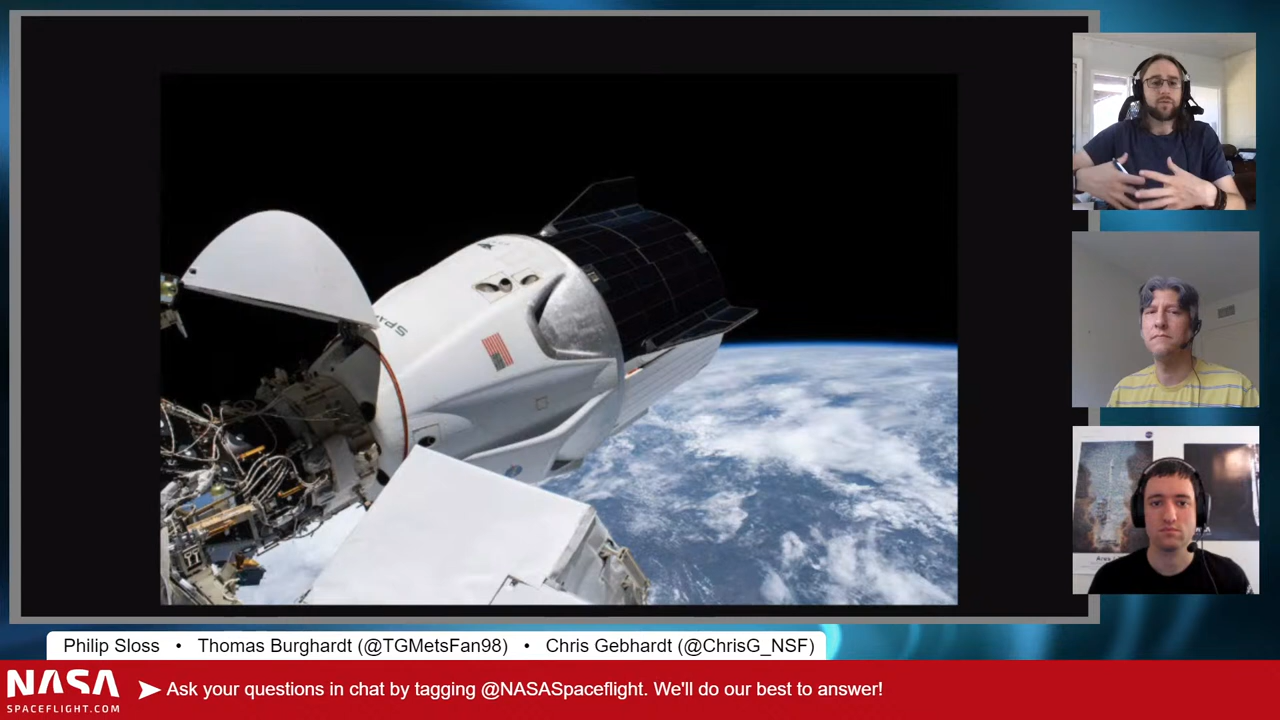 SPA
Philip Sloss • Thomas Burghardt (@TGMetsFan98) • Chris Gebhardt (@ChrisG_NSF)
NASA
SPACEFLIGHT.COM
Ask your questions in chat by tagging @NASASpaceflight. We'll do our best to answer!